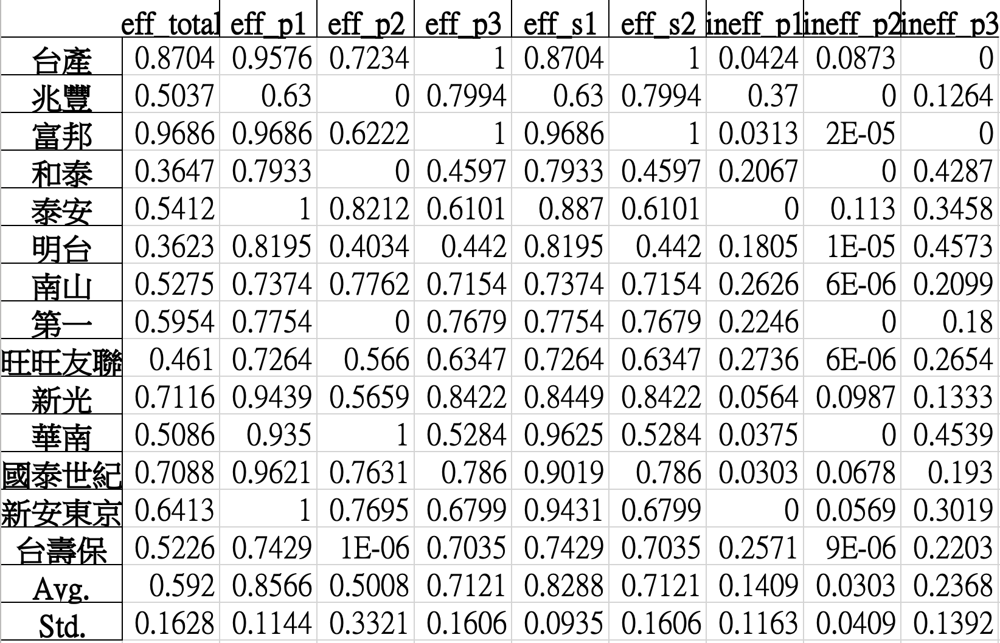 eff_total eff_p1 eff_p2 eff_p3 eff_s1 eff_s2 ineff_p1 ineff_p2 ineff_p3
台產 0.8704 0.9576 0.7234 1 0.8704 1 0.0424 0.0873 0
兆豐 0.5037 0.63 0 0.7994 0.63 0.7994 0.37 0 0.1264
富邦 0.9686 0.9686 0.6222 1 0.9686 1 0.0313 2E-05 0
和泰 0.3647 0.7933 0 0.4597 0.7933 0.4597 0.2067 0 0.4287
泰安 0.5412 1 0.8212 0.6101 0.887 0.6101 0 0.113 0.3458
明台 0.3623 0.8195 0.4034 0.442 0.8195 0.442 0.1805 1E-05 0.4573
南山 0.5275 0.7374 0.7762 0.7154 0.7374 0.7154 0.2626 6E-06 0.2099
第一 0.5954 0.7754 0 0.7679 0.7754 0.7679 0.2246 0 0.18
旺旺友聯 0.461 0.7264 0.566 0.6347 0.7264 0.6347 0.2736 6E-06 0.2654
新光 0.7116 0.9439 0.5659 0.8422 0.8449 0.8422 0.0564 0.0987 0.1333
華南 0.5086 0.935 1 0.5284 0.9625 0.5284 0.0375 0 0.4539
國泰世紀 0.7088 0.9621 0.7631 0.786 0.9019 0.786 0.0303 0.0678 0.193
新安東京 0.6413 1 0.7695 0.6799 0.9431 0.6799 0 0.0569 0.3019
台壽保 0.5226 0.7429 1E-06 0.7035 0.7429 0.7035 0.2571 9E-06 0.2203
Avg. 0.592 0.8566 0.5008 0.7121 0.8288 0.7121 0.1409 0.0303 0.2368
Std. 0.1628 0.1144 0.3321 0.1606 0.0935 0.1606 0.1163 0.0409 0.1392